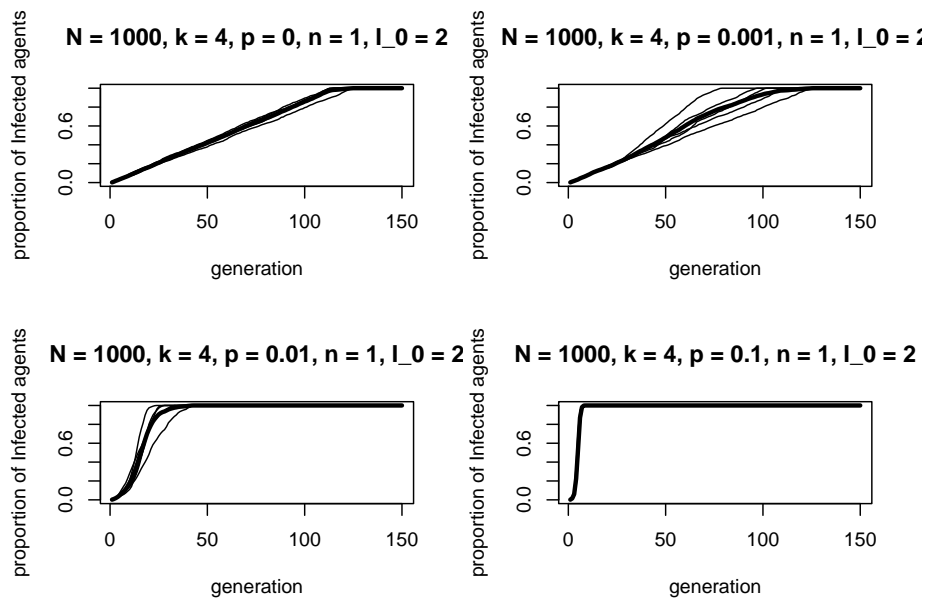 N = 1000, k = 4, p = 0, n = 1, I_0 = 2
proportion of Infected agents
0.0 0.6
0 50 100 150
generation
N = 1000, k = 4, p = 0.001, n = 1, I_0 = 2
proportion of Infected agents
0.0 0.6
0 50 100 150
generation
N = 1000, k = 4, p = 0.01, n = 1, I_0 = 2
proportion of Infected agents
0.0 0.6
0 50 100 150
generation
N = 1000, k = 4, p = 0.1, n = 1, I_0 = 2
proportion of Infected agents
0.0 0.6
0 50 100 150
generation